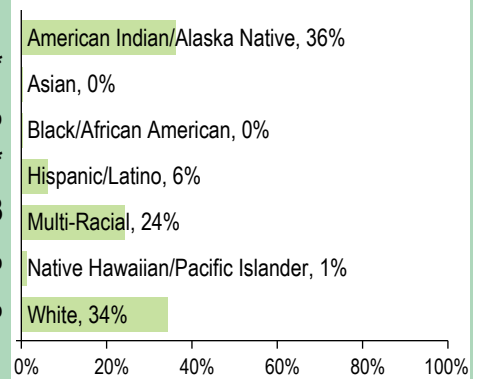 American Indian/Alaska Native, 36%
Asian, 0%
Black/African American, 0%
Hispanic/Latino, 6%
Multi-Racial, 24%
Native Hawaiian/Pacific Islander, 1%
White, 34%
0% 20% 40% 60% 80% 100%